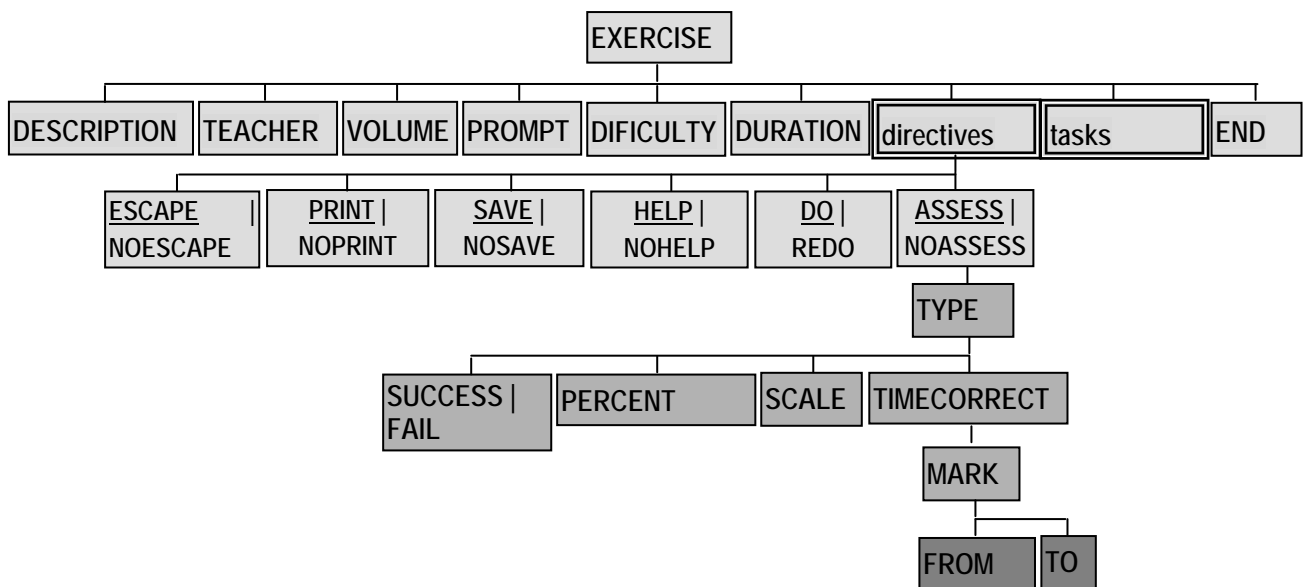 EXERCISE
DESCRIPTION TEACHER VOLUME PROMPT DIFICULTY DURATION directives tasks END
ESCAPE | PRINT | SAVE | HELP | DO | ASSESS |
NOESCAPE NOPRINT NOSAVE NOHELP REDO NOASSESS
TYPE
SUCCESS | PERCENT SCALE TIMECORRECT
FAIL
MARK
FROM TO